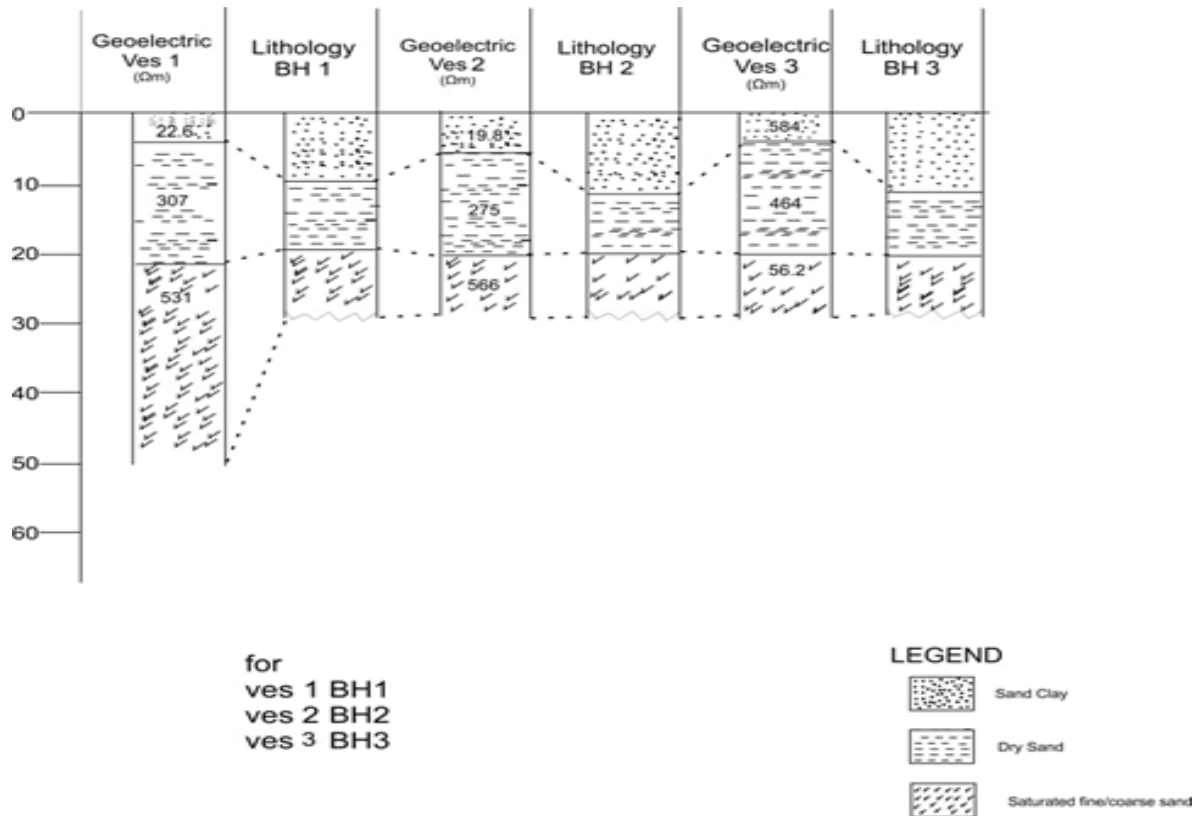 Geoelectric
Ves 1
(Ωm)
Lithology
BH 1
Geoelectric
Ves 2
(Ωm)
Lithology
BH 2
Geoelectric
Ves 3
(Ωm)
Lithology
BH 3
0
10
20
30
40
50
60
22.6
307
531
19.8
275
566
584
464
56.2
for
ves 1 BH1
ves 2 BH2
ves 3 BH3
LEGEND
Sand Clay
Dry Sand
Saturated fine/coarse sand